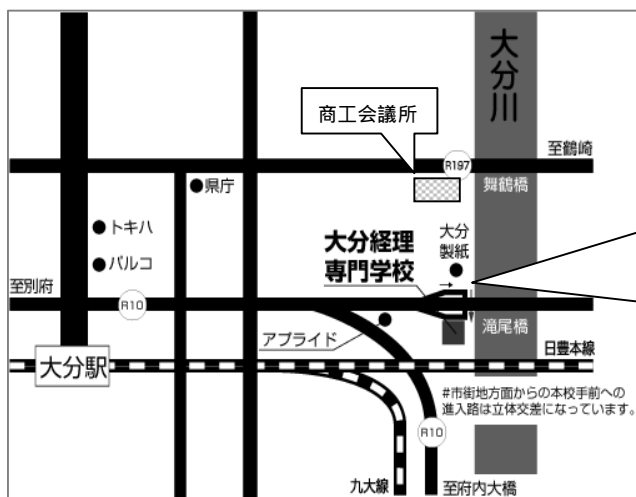 大分川
商工会議所
至鶴崎
R197
舞鶴橋
県庁
トキハ
パルコ
大分
製紙
大分経理
専門学校
至別府
R10
アプライド
滝尾橋
日豊本線
大分駅
#市街地方面からの本校手前への
進入路は立体交差になっています。
R10
九大線
至府内大橋